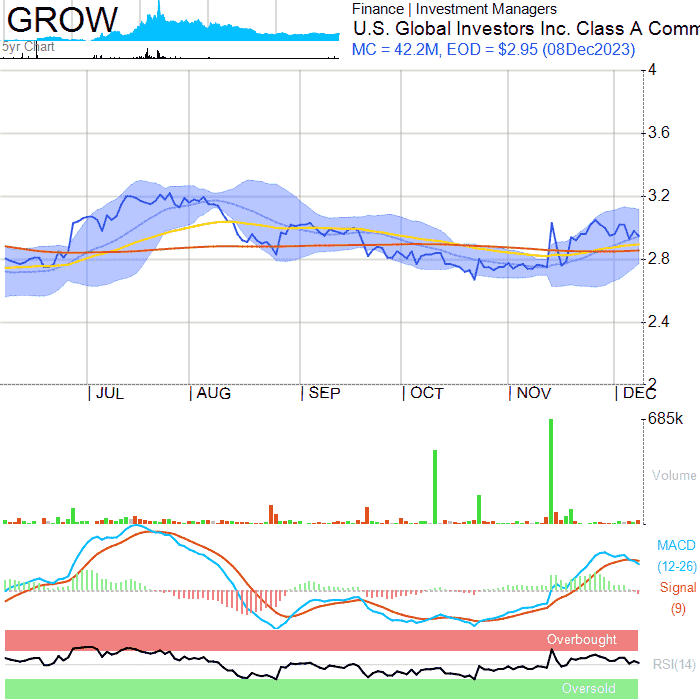 GROW
5yr Chart
Finance | Investment Managers
U.S. Global Investors Inc. Class A Comm
MC = 42.2M, EOD = $2.95 (08Dec2023)
4
3.6
3.2
2.8
2.4
2
JUL AUG SEP OCT NOV DEC
685k
Volume
MACD
(12-26)
Signal
(9)
Overbought
RSI(14)
Oversold